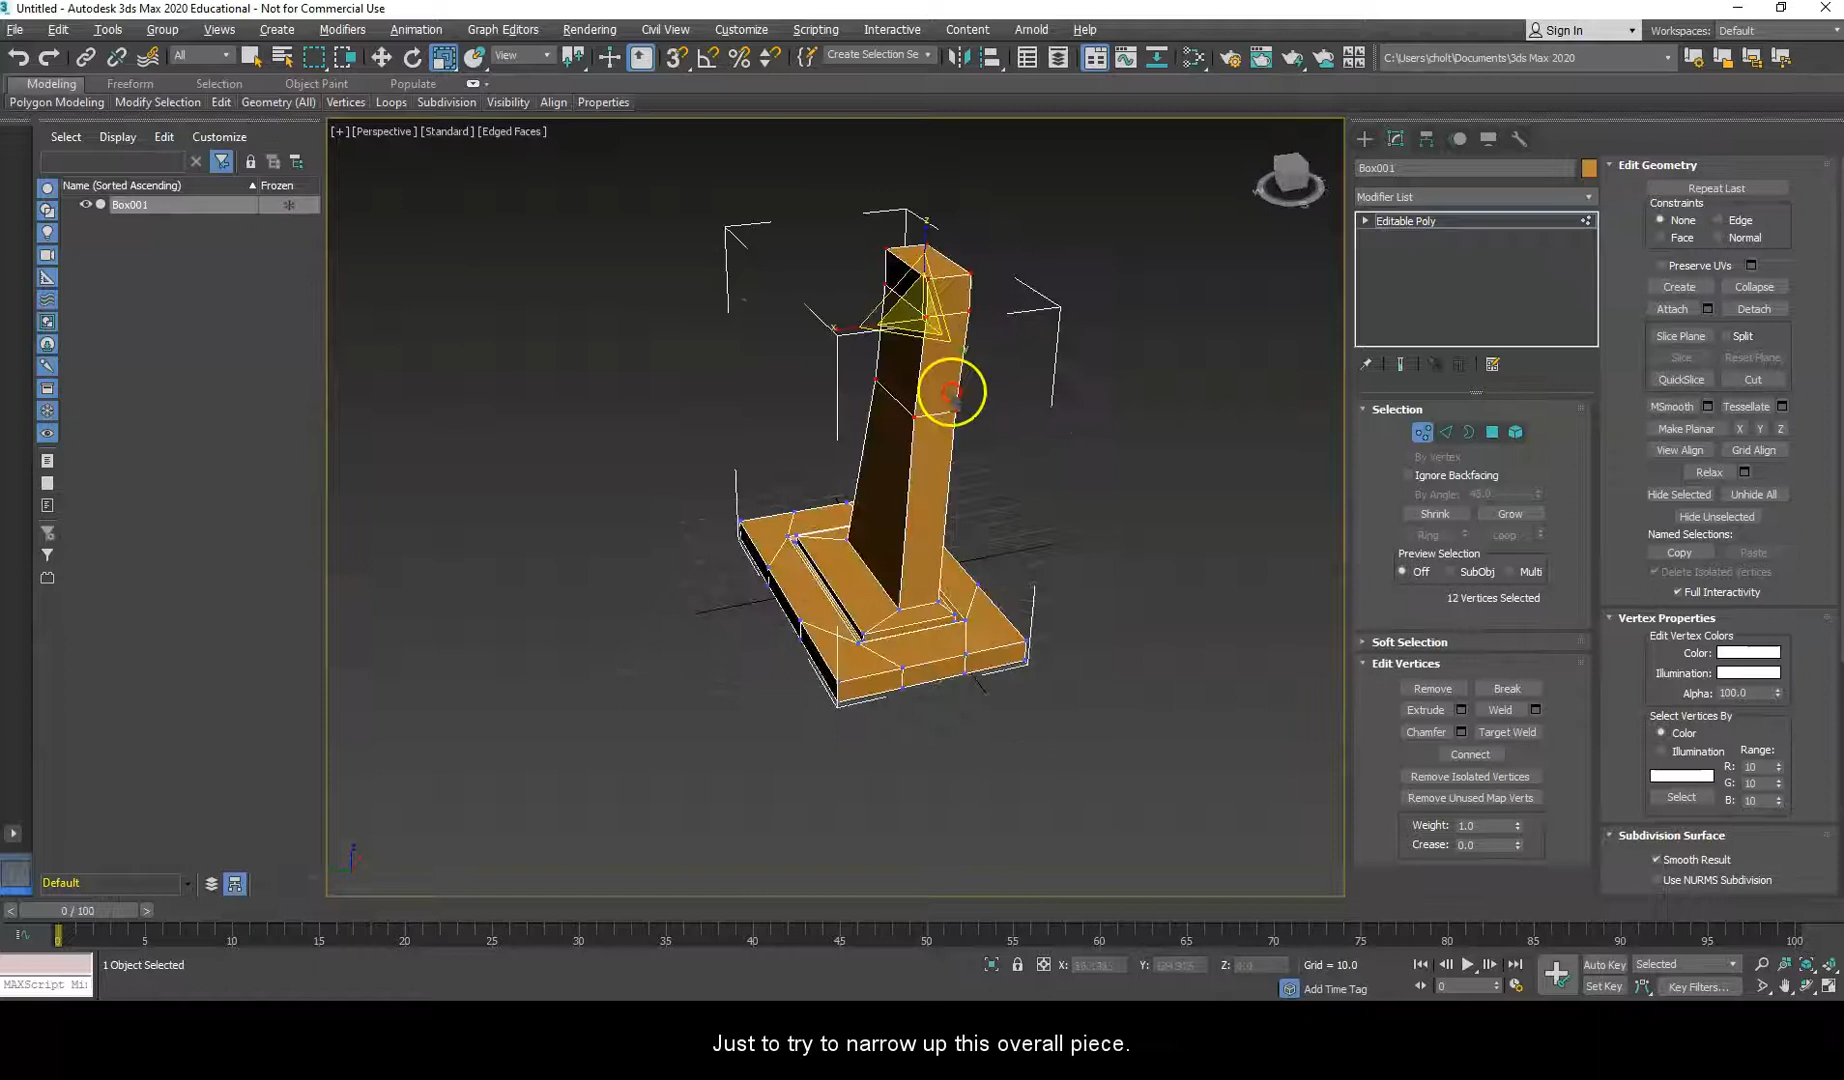 Untitled - Autodesk 3ds Max 2020 Educational - Not for Commercial Use
File Edit Tools Group Views Create Modifiers Animation Graph Editors Rendering Civil View Customize Scripting Interactive Content Arnold Help
Sign In
Workspaces: Default
All
View
Create Selection Se
C:\Users\cholt\Documents\3ds Max 2020
Modeling Freeform Selection Object Paint Populate
Polygon Modeling Modify Selection Edit Geometry (All) Vertices Loops Subdivision Visibility Align Properties
Select Display Edit Customize
Name (Sorted Ascending) Frozen
Box001
[+] [Perspective ] [Standard ] [Edged Faces ]
z
x
y
Box001
Modifier List
Editable Poly
Selection
By Vertex
Ignore Backfacing
By Angle: 45.0
Shrink Grow
Ring Loop
Preview Selection
Off SubObj Multi
12 Vertices Selected
Soft Selection
Edit Vertices
Remove Break
Extrude Weld
Chamfer Target Weld
Connect
Remove Isolated Vertices
Remove Unused Map Verts
Weight: 1.0
Crease: 0.0
Edit Geometry
Repeat Last
Constraints
None Edge
Face Normal
Preserve UVs
Create Collapse
Attach Detach
Slice Plane Split
Slice Reset Plane
QuickSlice Cut
MSmooth Tessellate
Make Planar X Y Z
View Align Grid Align
Relax
Hide Selected Unhide All
Hide Unselected
Named Selections:
Copy Paste
Delete Isolated Vertices
Full Interactivity
Vertex Properties
Edit Vertex Colors
Color:
Illumination:
Alpha: 100.0
Select Vertices By
Color
Illumination Range:
R: 10
G: 10
Select B: 10
Subdivision Surface
Smooth Result
Use NURMS Subdivision
Default
0 / 100
0 5 10 15 20 25 30 35 40 45 50 55 60 65 70 75 80 85 90 95 100
1 Object Selected
MAXScript Mi
X: Y: Z:
Grid = 10.0
Add Time Tag
0
Auto Key Selected
Set Key Key Filters...
Just to try to narrow up this overall piece.